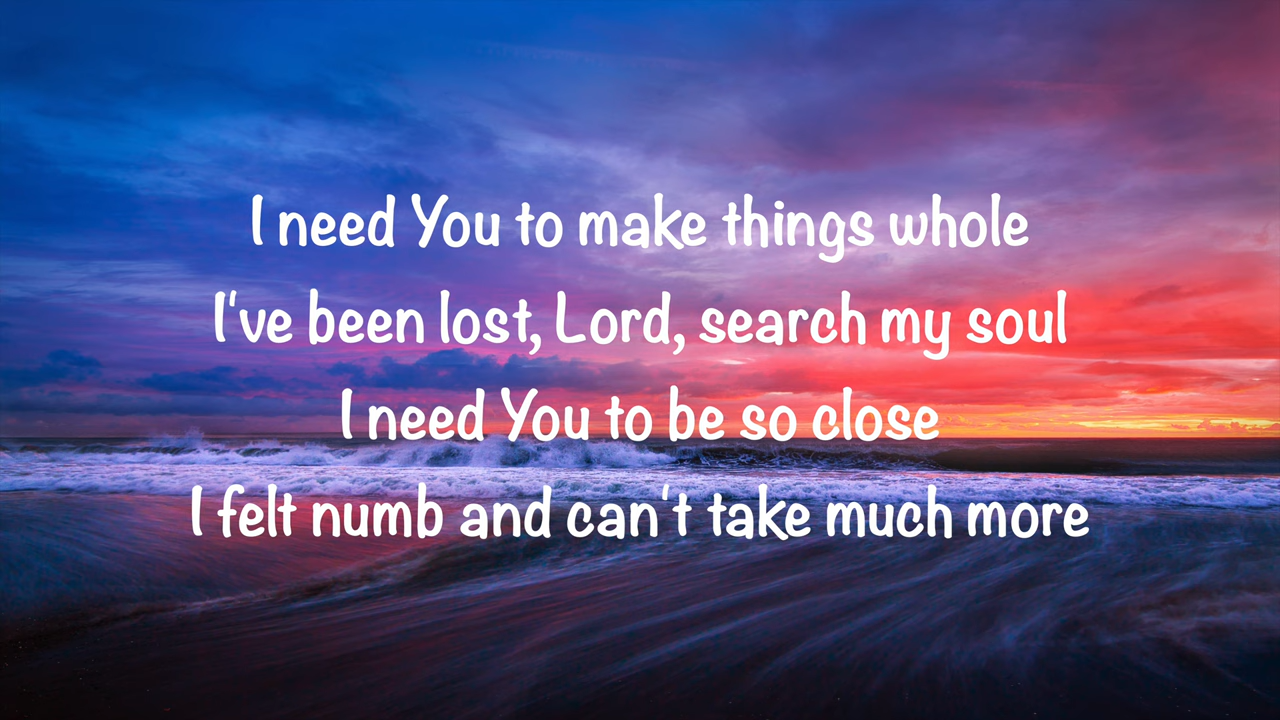 I need You to make things whole
I've been lost, Lord, search my soul
I need You to be so close
I felt numb and can't take much more